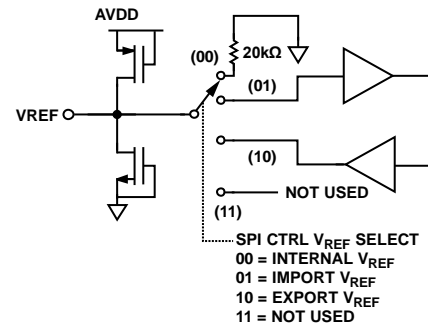 AVDD
(00)
20kΩ
(01)
VREF
(10)
NOT USED
(11)
SPI CTRL VREF SELECT
00 = INTERNAL VREF
01 = IMPORT VREF
10 = EXPORT VREF
11 = NOT USED